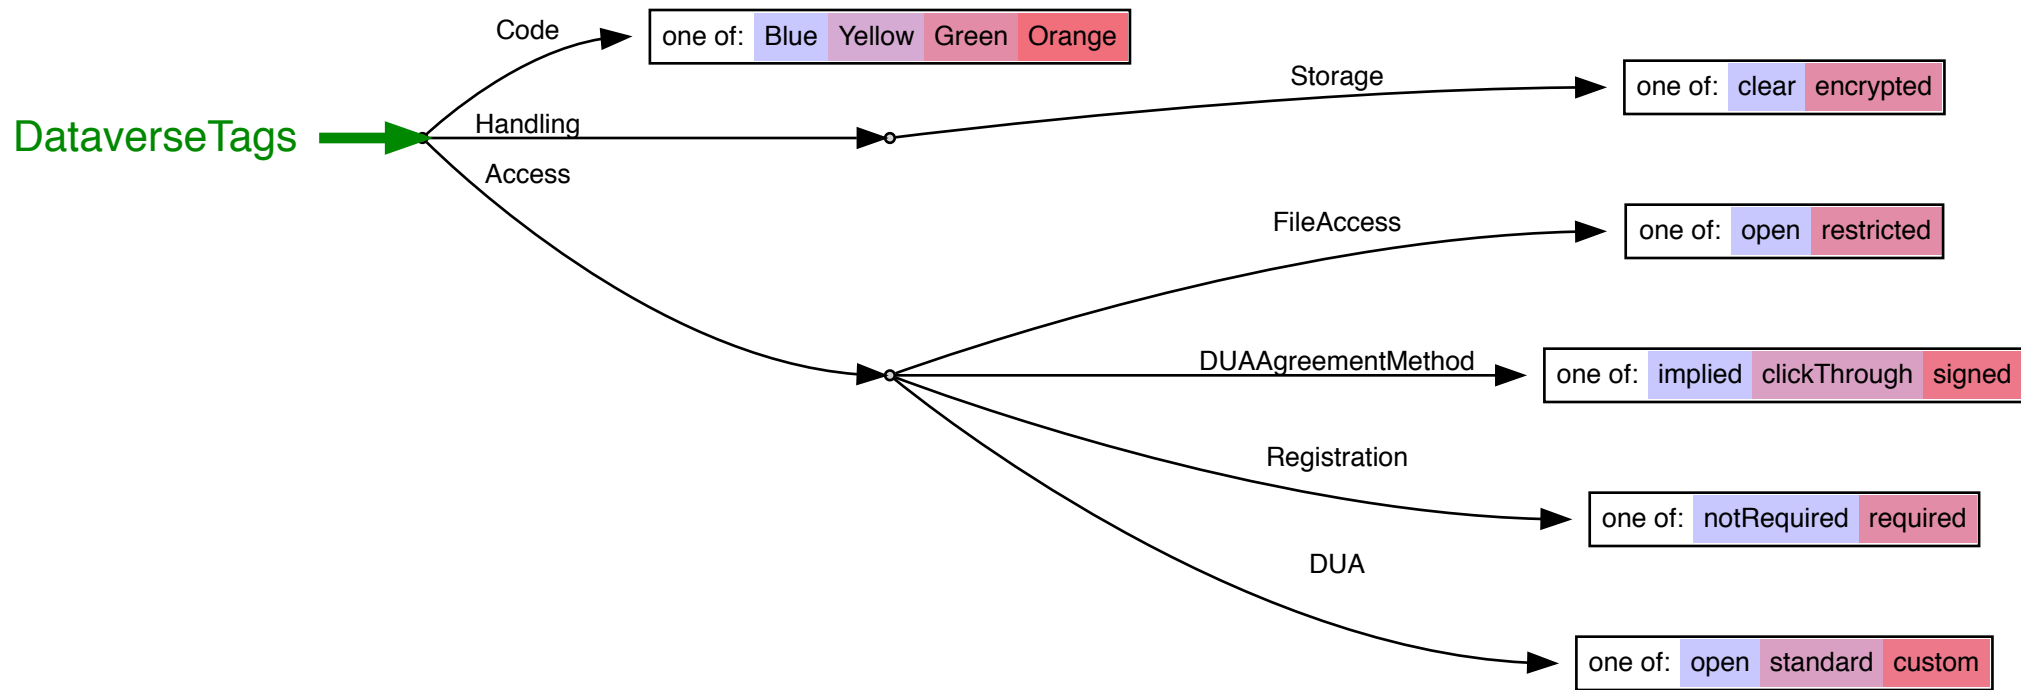 Code
one of: Blue Yellow Green Orange
Storage
one of: clear encrypted
DataverseTags
Handling
Access
FileAccess
one of: open restricted
DUAAgreementMethod
one of: implied clickThrough signed
Registration
one of: notRequired required
DUA
one of: open standard custom